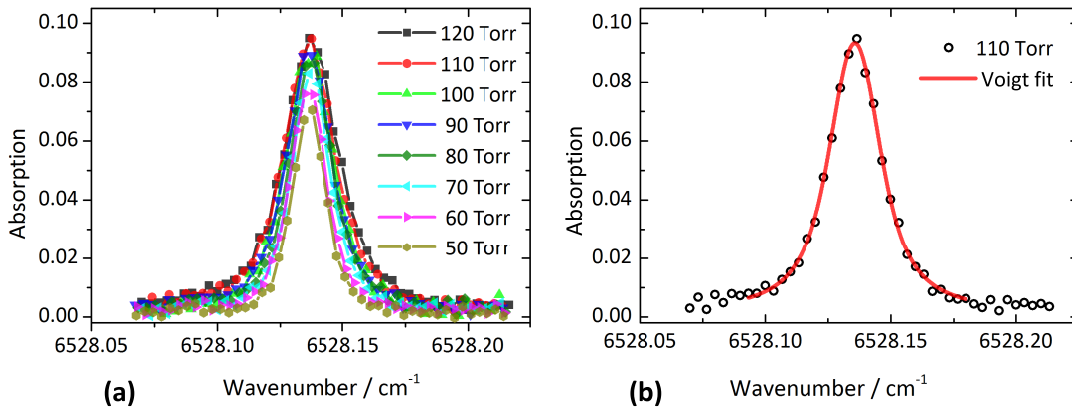 0.10
0.08
0.06
0.04
0.02
0.00
Absorption
120 Torr
110 Torr
100 Torr
90 Torr
80 Torr
70 Torr
60 Torr
50 Torr
6528.05 6528.10 6528.15 6528.20
(a) Wavenumber / cm⁻¹
0.10
0.08
0.06
0.04
0.02
0.00
Absorption
110 Torr
Voigt fit
6528.05 6528.10 6528.15 6528.20
(b) Wavenumber / cm⁻¹